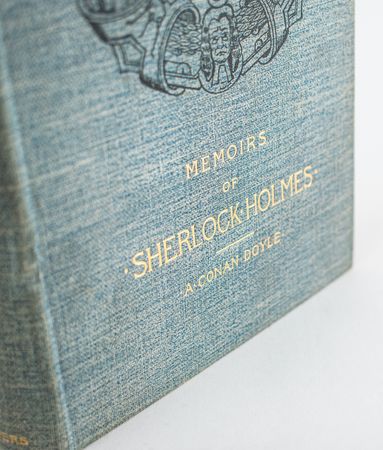 MEMOIRS
OF
·SHERLOCK·HOLMES·
·A·CONAN DOYLE·